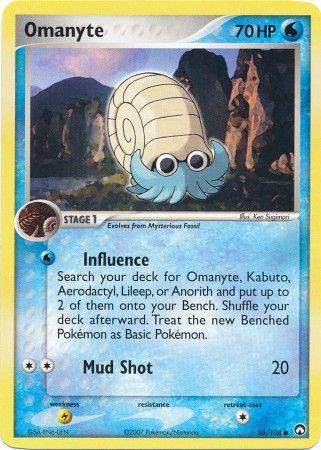 Omanyte 70 HP
Illus. Ken Sugimori
STAGE 1
Evolves from Mysterious Fossil
Influence
Search your deck for Omanyte, Kabuto,
Aerodactyl, Lileep, or Anorith and put up
to 2 of them onto your Bench. Shuffle your
deck afterward. Treat the new Benched
Pokémon as Basic Pokémon.
Mud Shot 20
weakness resistance retreat cost
©2007 Pokémon/Nintendo 56/108